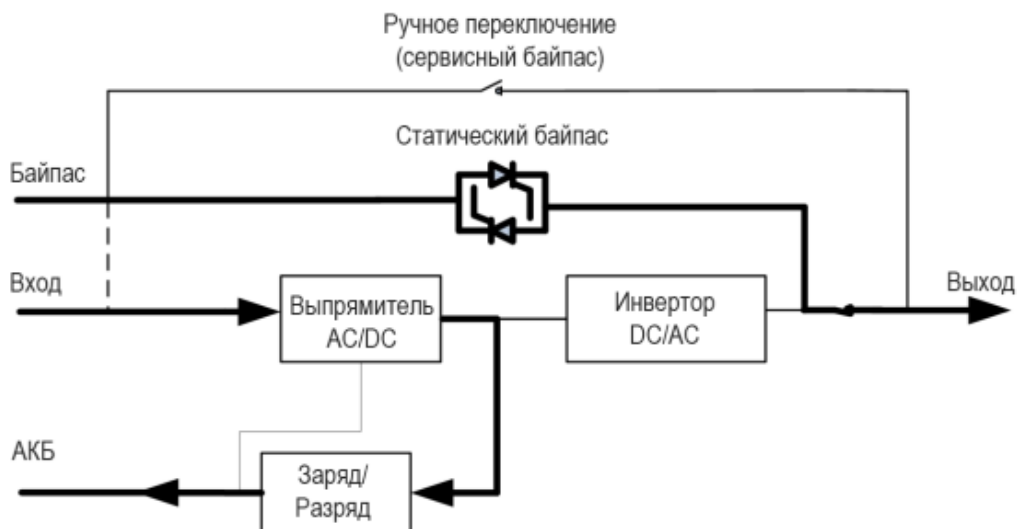 Ручное переключение
(сервисный байпас)
Статический байпас
Байпас
Вход
Выпрямитель
AC/DC
Инвертор
DC/AC
Выход
АКБ
Заряд/
Разряд